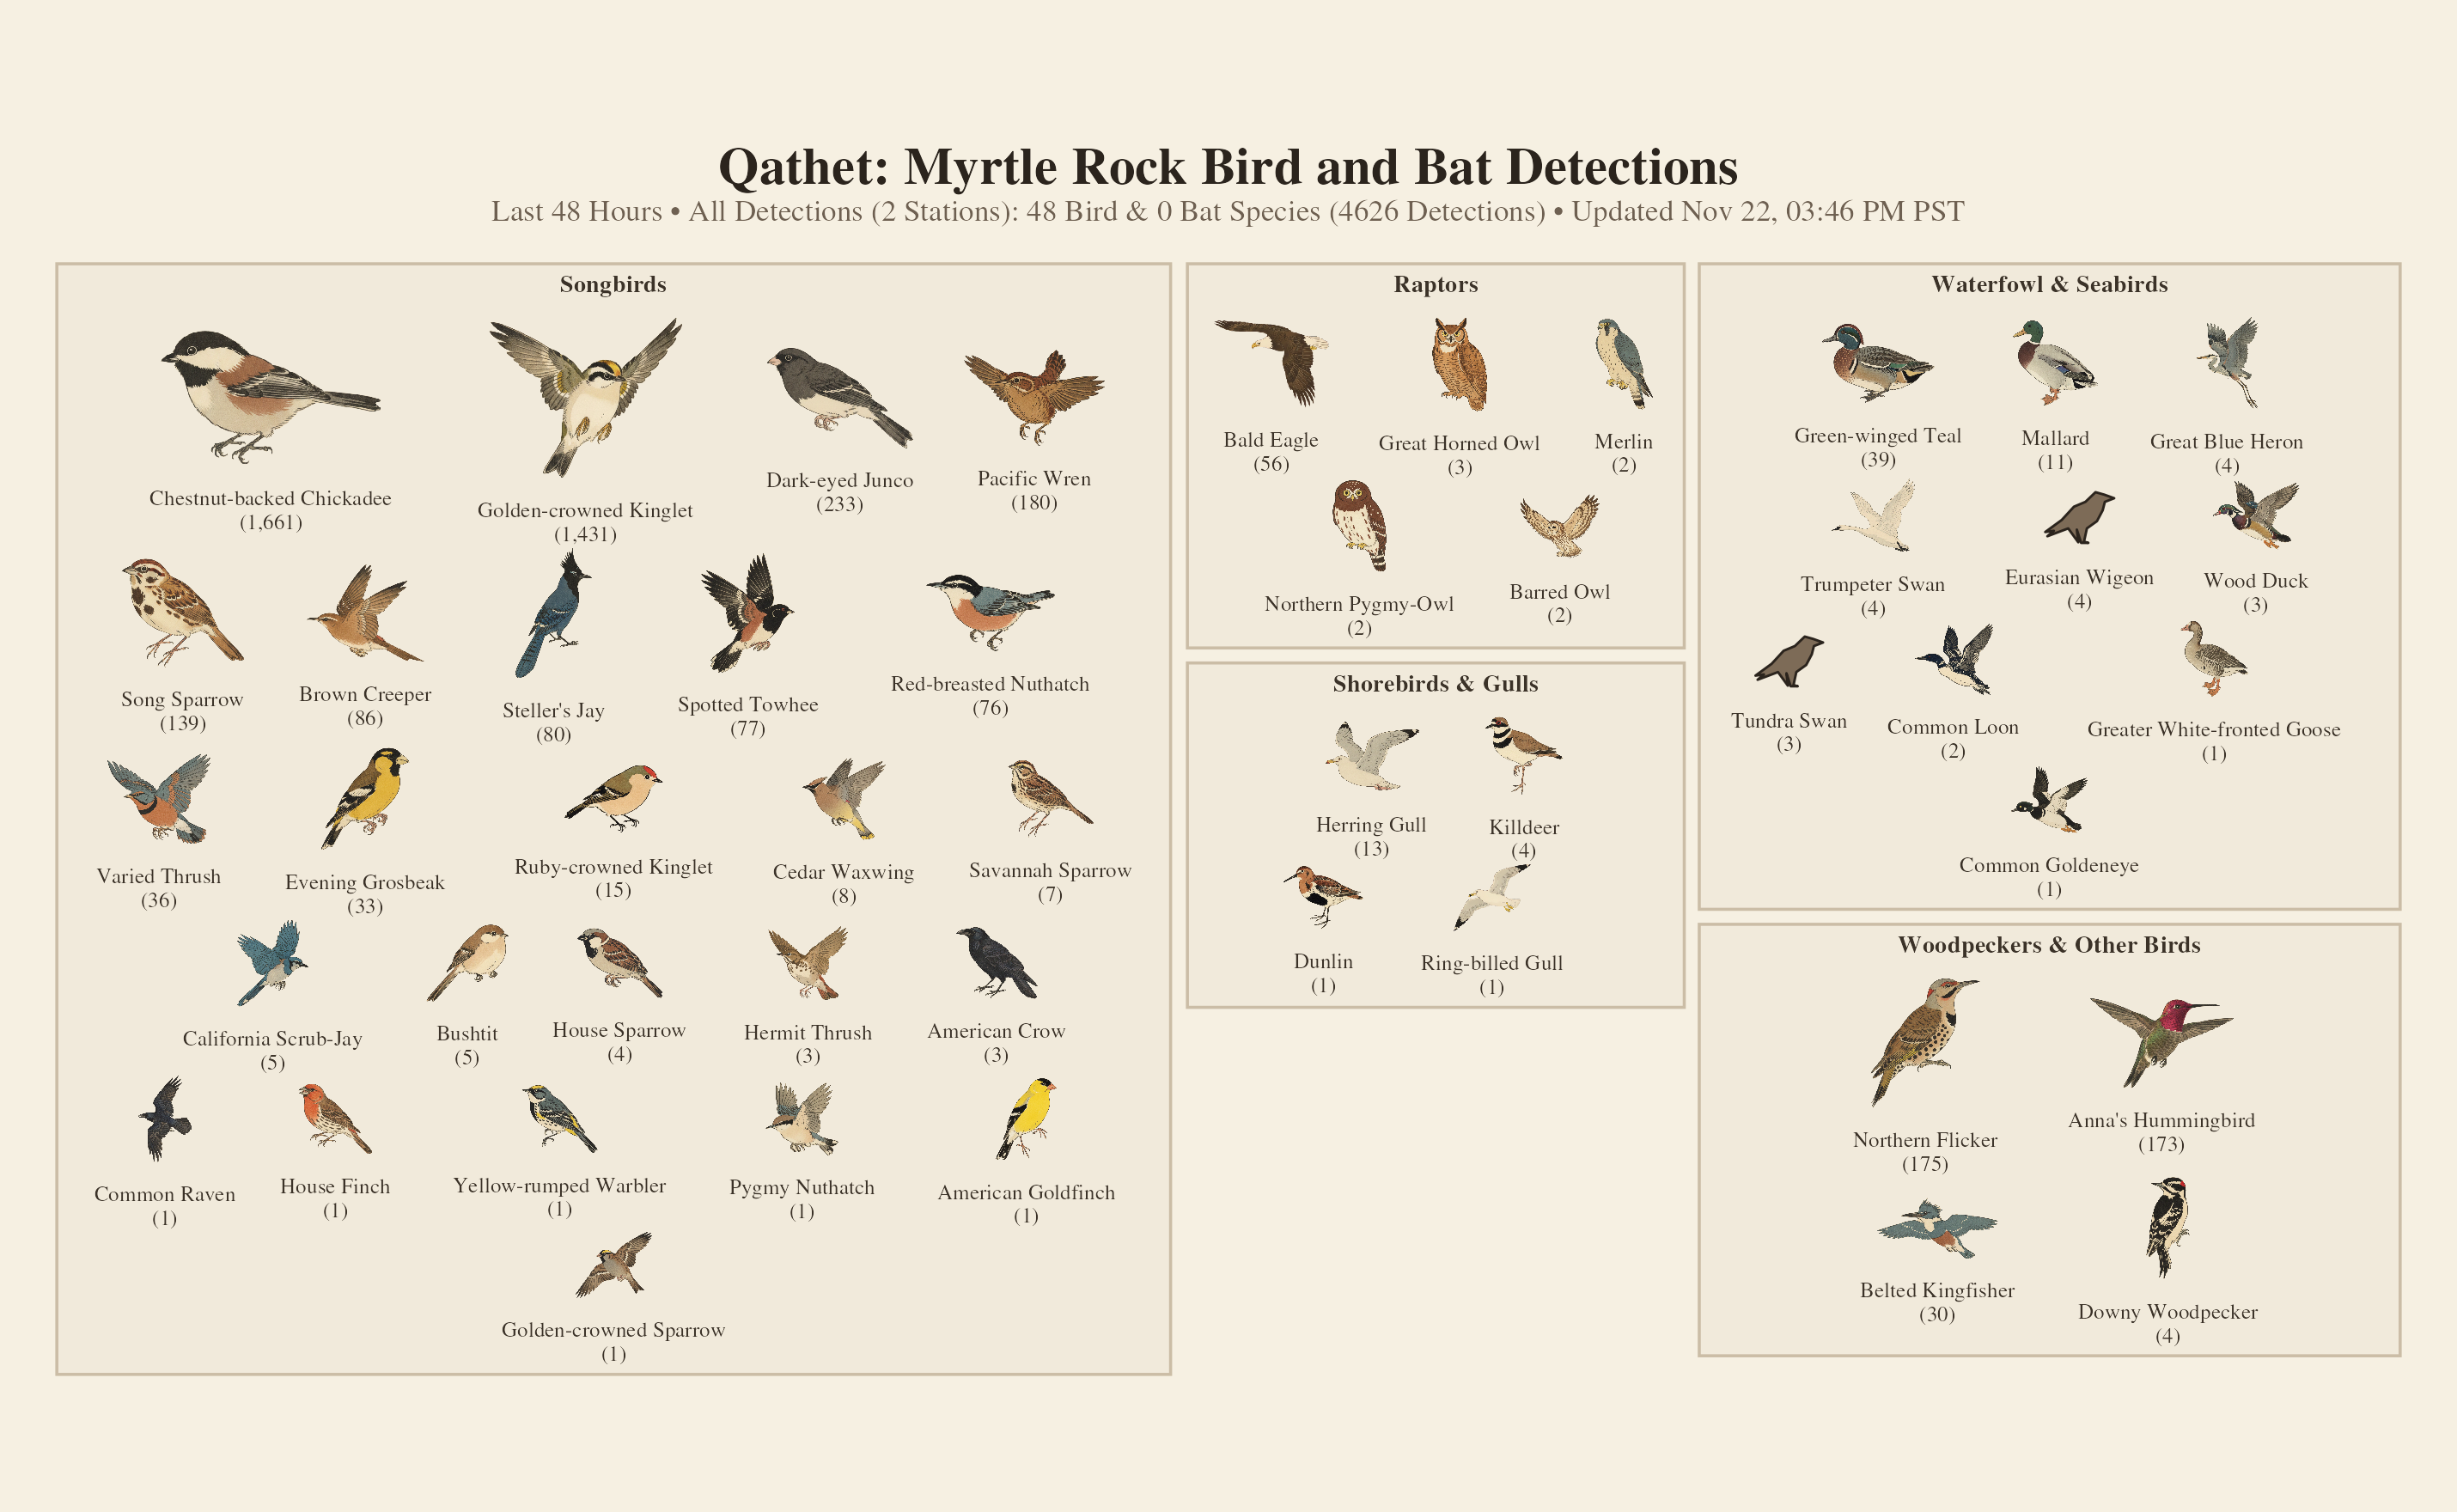 Qathet: Myrtle Rock Bird and Bat Detections
Last 48 Hours • All Detections (2 Stations): 48 Bird & 0 Bat Species (4626 Detections) • Updated Nov 22, 03:46 PM PST
Songbirds
Chestnut-backed Chickadee
(1,661)
Golden-crowned Kinglet
(1,431)
Dark-eyed Junco
(233)
Pacific Wren
(180)
Song Sparrow
(139)
Brown Creeper
(86)
Steller's Jay
(80)
Spotted Towhee
(77)
Red-breasted Nuthatch
(76)
Varied Thrush
(36)
Evening Grosbeak
(33)
Ruby-crowned Kinglet
(15)
Cedar Waxwing
(8)
Savannah Sparrow
(7)
California Scrub-Jay
(5)
Bushtit
(5)
House Sparrow
(4)
Hermit Thrush
(3)
American Crow
(3)
Common Raven
(1)
House Finch
(1)
Yellow-rumped Warbler
(1)
Pygmy Nuthatch
(1)
American Goldfinch
(1)
Golden-crowned Sparrow
(1)
Raptors
Bald Eagle
(56)
Great Horned Owl
(3)
Merlin
(2)
Northern Pygmy-Owl
(2)
Barred Owl
(2)
Shorebirds & Gulls
Herring Gull
(13)
Killdeer
(4)
Dunlin
(1)
Ring-billed Gull
(1)
Waterfowl & Seabirds
Green-winged Teal
(39)
Mallard
(11)
Great Blue Heron
(4)
Trumpeter Swan
(4)
Eurasian Wigeon
(4)
Wood Duck
(3)
Tundra Swan
(3)
Common Loon
(2)
Greater White-fronted Goose
(1)
Common Goldeneye
(1)
Woodpeckers & Other Birds
Northern Flicker
(175)
Anna's Hummingbird
(173)
Belted Kingfisher
(30)
Downy Woodpecker
(4)